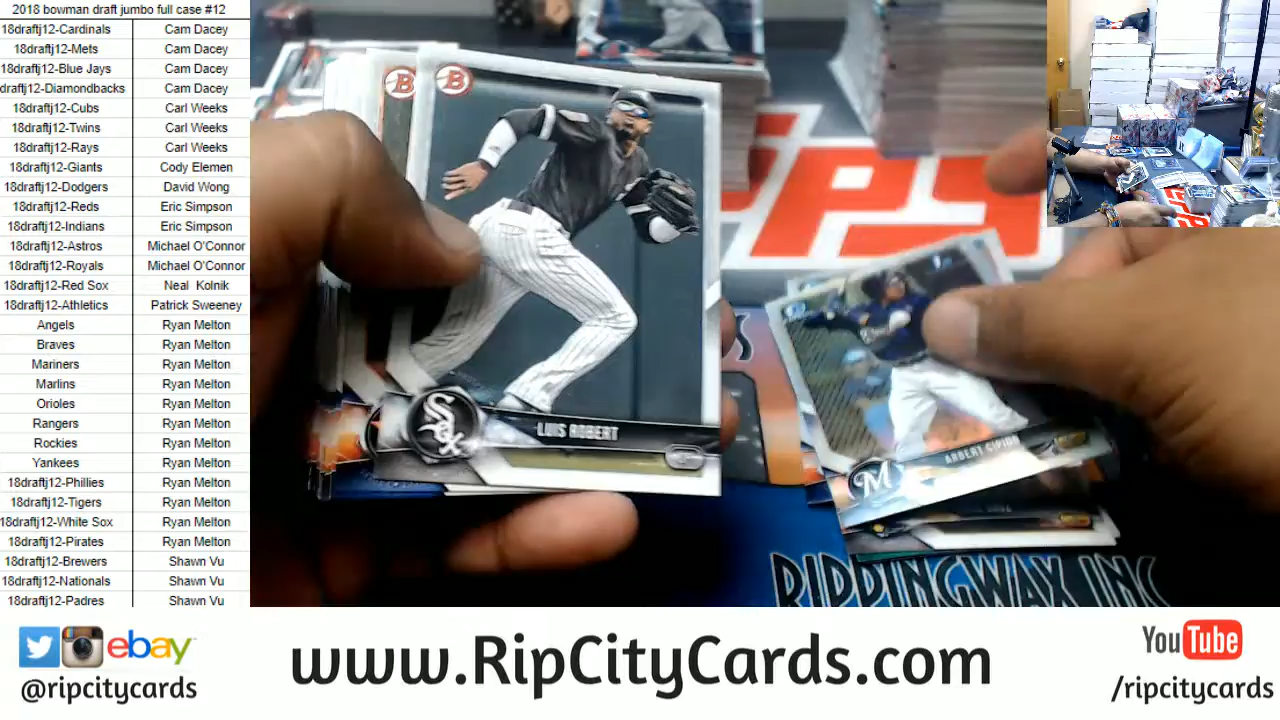 2018 bowman draft jumbo full case #12
18draftj12-Cardinals Cam Dacey
18draftj12-Mets Cam Dacey
18draftj12-Blue Jays Cam Dacey
draftj12-Diamondbacks Cam Dacey
18draftj12-Cubs Carl Weeks
18draftj12-Twins Carl Weeks
18draftj12-Rays Carl Weeks
18draftj12-Giants Cody Elemen
18draftj12-Dodgers David Wong
18draftj12-Reds Eric Simpson
18draftj12-Indians Eric Simpson
18draftj12-Astros Michael O'Connor
18draftj12-Royals Michael O'Connor
18draftj12-Red Sox Neal Kolnik
18draftj12-Athletics Patrick Sweeney
Angels Ryan Melton
Braves Ryan Melton
Mariners Ryan Melton
Marlins Ryan Melton
Orioles Ryan Melton
Rangers Ryan Melton
Rockies Ryan Melton
Yankees Ryan Melton
18draftj12-Phillies Ryan Melton
18draftj12-Tigers Ryan Melton
18draftj12-White Sox Ryan Melton
18draftj12-Pirates Ryan Melton
18draftj12-Brewers Shawn Vu
18draftj12-Nationals Shawn Vu
18draftj12-Padres Shawn Vu
B
B
Sox
LUIS ROBERT
M
ARBERT CIPION
RIPPINGWAX INC
ebay
@ripcitycards
www.RipCityCards.com
YouTube
/ripcitycards